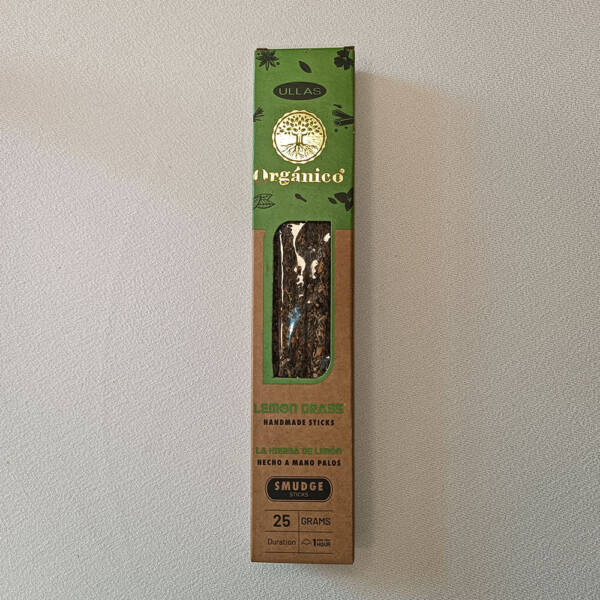 ULLAS
Orgánico
LEMON GRASS
HANDMADE STICKS
LA HIERBA DE LIMÓN
HECHO A MANO PALOS
SMUDGE
STICKS
25 GRAMS
Duration 1 HOUR